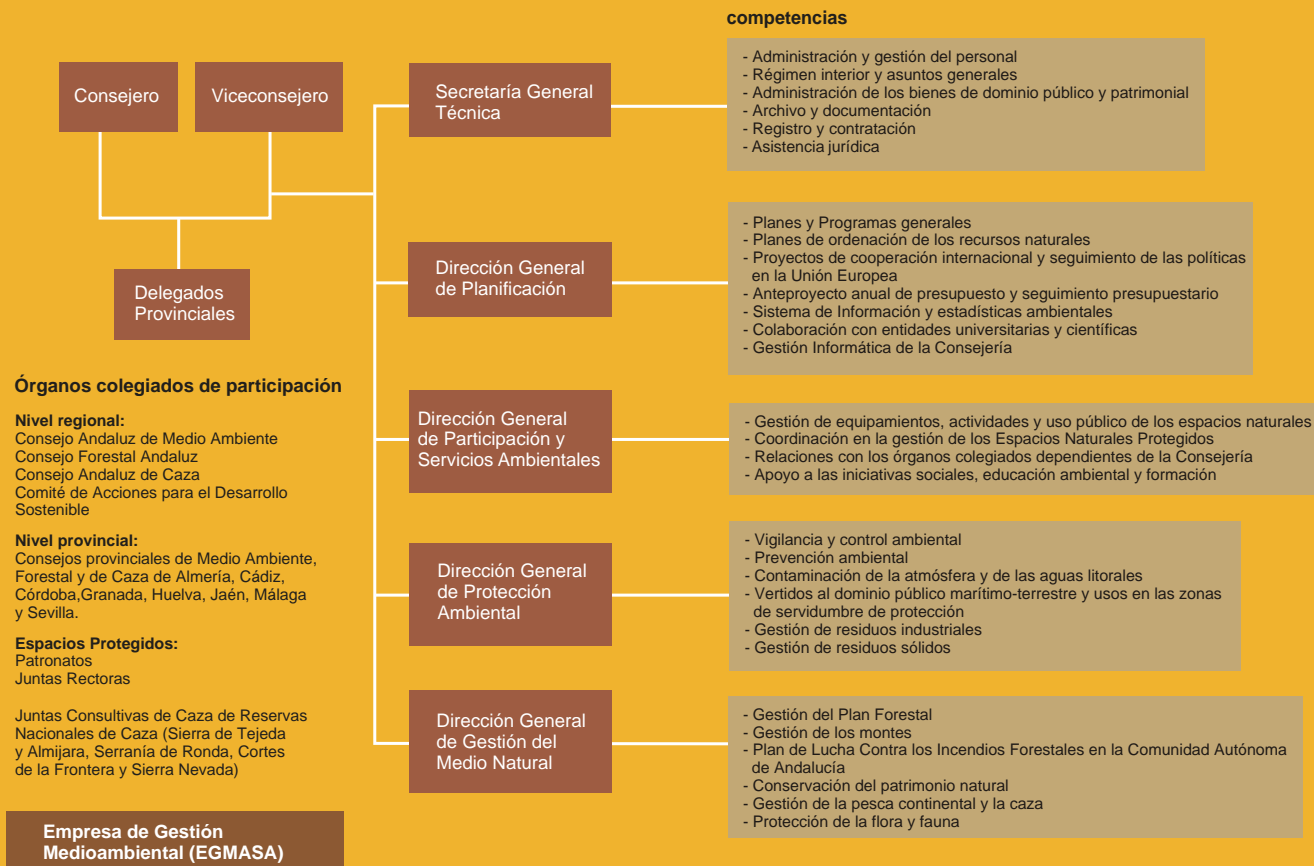 competencias
Consejero
Viceconsejero
Delegados
Provinciales
Secretaría General
Técnica
- Administración y gestión del personal
- Régimen interior y asuntos generales
- Administración de los bienes de dominio público y patrimonial
- Archivo y documentación
- Registro y contratación
- Asistencia jurídica
Dirección General
de Planificación
- Planes y Programas generales
- Planes de ordenación de los recursos naturales
- Proyectos de cooperación internacional y seguimiento de las políticas
en la Unión Europea
- Anteproyecto anual de presupuesto y seguimiento presupuestario
- Sistema de Información y estadísticas ambientales
- Colaboración con entidades universitarias y científicas
- Gestión Informática de la Consejería
Dirección General
de Participación y
Servicios Ambientales
- Gestión de equipamientos, actividades y uso público de los espacios naturales
- Coordinación en la gestión de los Espacios Naturales Protegidos
- Relaciones con los órganos colegiados dependientes de la Consejería
- Apoyo a las iniciativas sociales, educación ambiental y formación
Dirección General
de Protección
Ambiental
- Vigilancia y control ambiental
- Prevención ambiental
- Contaminación de la atmósfera y de las aguas litorales
- Vertidos al dominio público marítimo-terrestre y usos en las zonas
de servidumbre de protección
- Gestión de residuos industriales
- Gestión de residuos sólidos
Dirección General
de Gestión del
Medio Natural
- Gestión del Plan Forestal
- Gestión de los montes
- Plan de Lucha Contra los Incendios Forestales en la Comunidad Autónoma
de Andalucía
- Conservación del patrimonio natural
- Gestión de la pesca continental y la caza
- Protección de la flora y fauna
Órganos colegiados de participación
Nivel regional:
Consejo Andaluz de Medio Ambiente
Consejo Forestal Andaluz
Consejo Andaluz de Caza
Comité de Acciones para el Desarrollo
Sostenible
Nivel provincial:
Consejos provinciales de Medio Ambiente,
Forestal y de Caza de Almería, Cádiz,
Córdoba,Granada, Huelva, Jaén, Málaga
y Sevilla.
Espacios Protegidos:
Patronatos
Juntas Rectoras
Juntas Consultivas de Caza de Reservas
Nacionales de Caza (Sierra de Tejeda
y Almijara, Serranía de Ronda, Cortes
de la Frontera y Sierra Nevada)
Empresa de Gestión
Medioambiental (EGMASA)